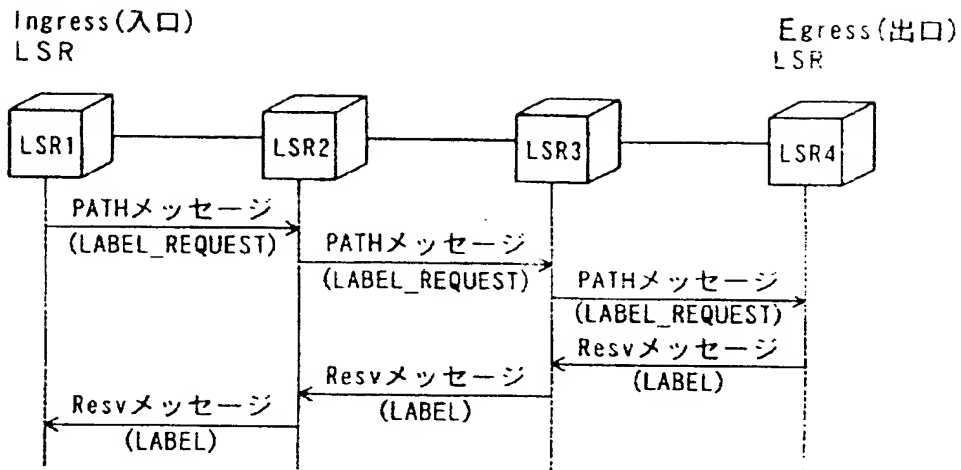 Ingress(入口)
LSR
Egress(出口)
LSR
LSR1
LSR2
LSR3
LSR4
PATHメッセージ
(LABEL_REQUEST)
PATHメッセージ
(LABEL_REQUEST)
PATHメッセージ
(LABEL_REQUEST)
Resvメッセージ
(LABEL)
Resvメッセージ
(LABEL)
Resvメッセージ
(LABEL)